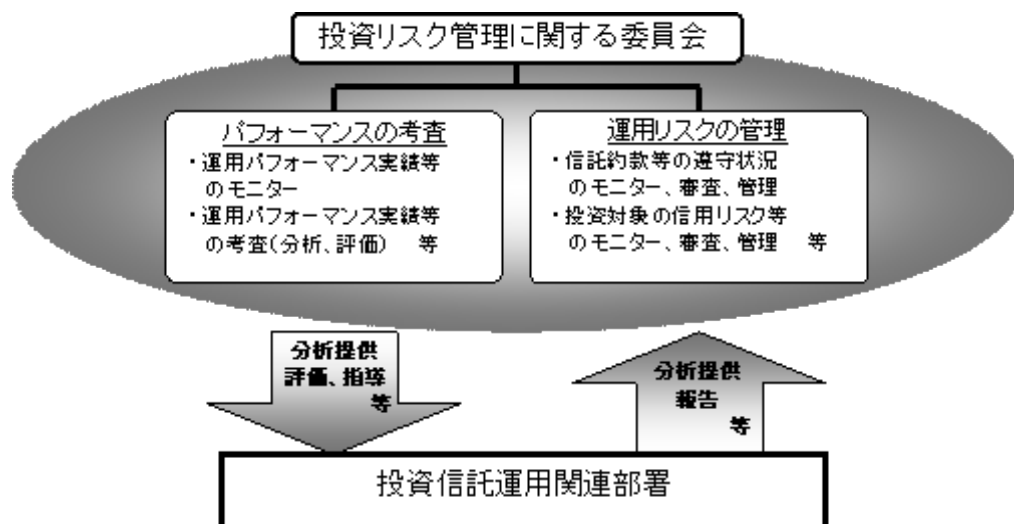 投資リスク管理に関する委員会
パフォーマンスの考査
・運用パフォーマンス実績等
のモニター
・運用パフォーマンス実績等
の考査(分析、評価) 等
運用リスクの管理
・信託約款等の遵守状況
のモニター、審査、管理
・投資対象の信用リスク等
のモニター、審査、管理 等
分析提供
評価、指導
等
分析提供
報告
等
投資信託運用関連部署